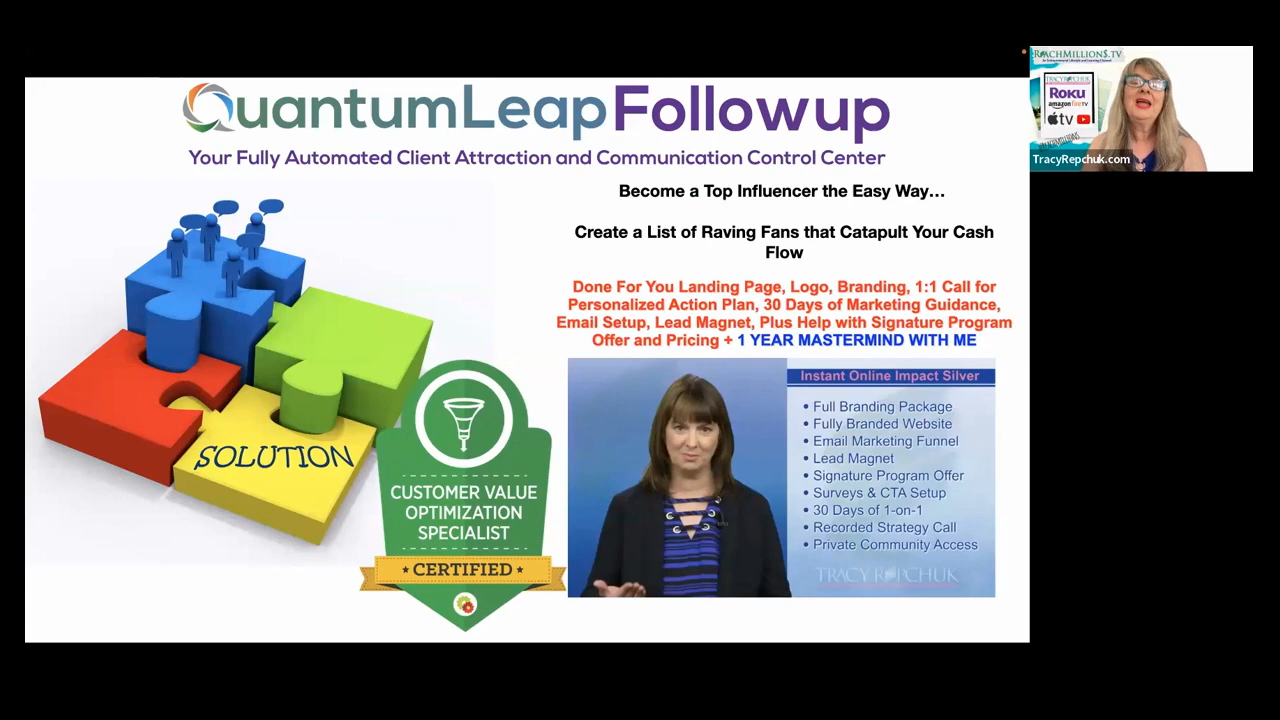 QuantumLeap Followup
Your Fully Automated Client Attraction and Communication Control Center
Become a Top Influencer the Easy Way…
Create a List of Raving Fans that Catapult Your Cash
Flow
Done For You Landing Page, Logo, Branding, 1:1 Call for
Personalized Action Plan, 30 Days of Marketing Guidance,
Email Setup, Lead Magnet, Plus Help with Signature Program
Offer and Pricing + 1 YEAR MASTERMIND WITH ME
SOLUTION
CUSTOMER VALUE
OPTIMIZATION
SPECIALIST
CERTIFIED
Instant Online Impact Silver
• Full Branding Package
• Fully Branded Website
• Email Marketing Funnel
• Lead Magnet
• Signature Program Offer
• Surveys & CTA Setup
• 30 Days of 1-on-1
• Recorded Strategy Call
• Private Community Access
TRACY REPCHUK
REACHMILLION$.TV
TRACY REPCHUK
ROKU
amazon fire TV
tv
TracyRepchuk.com